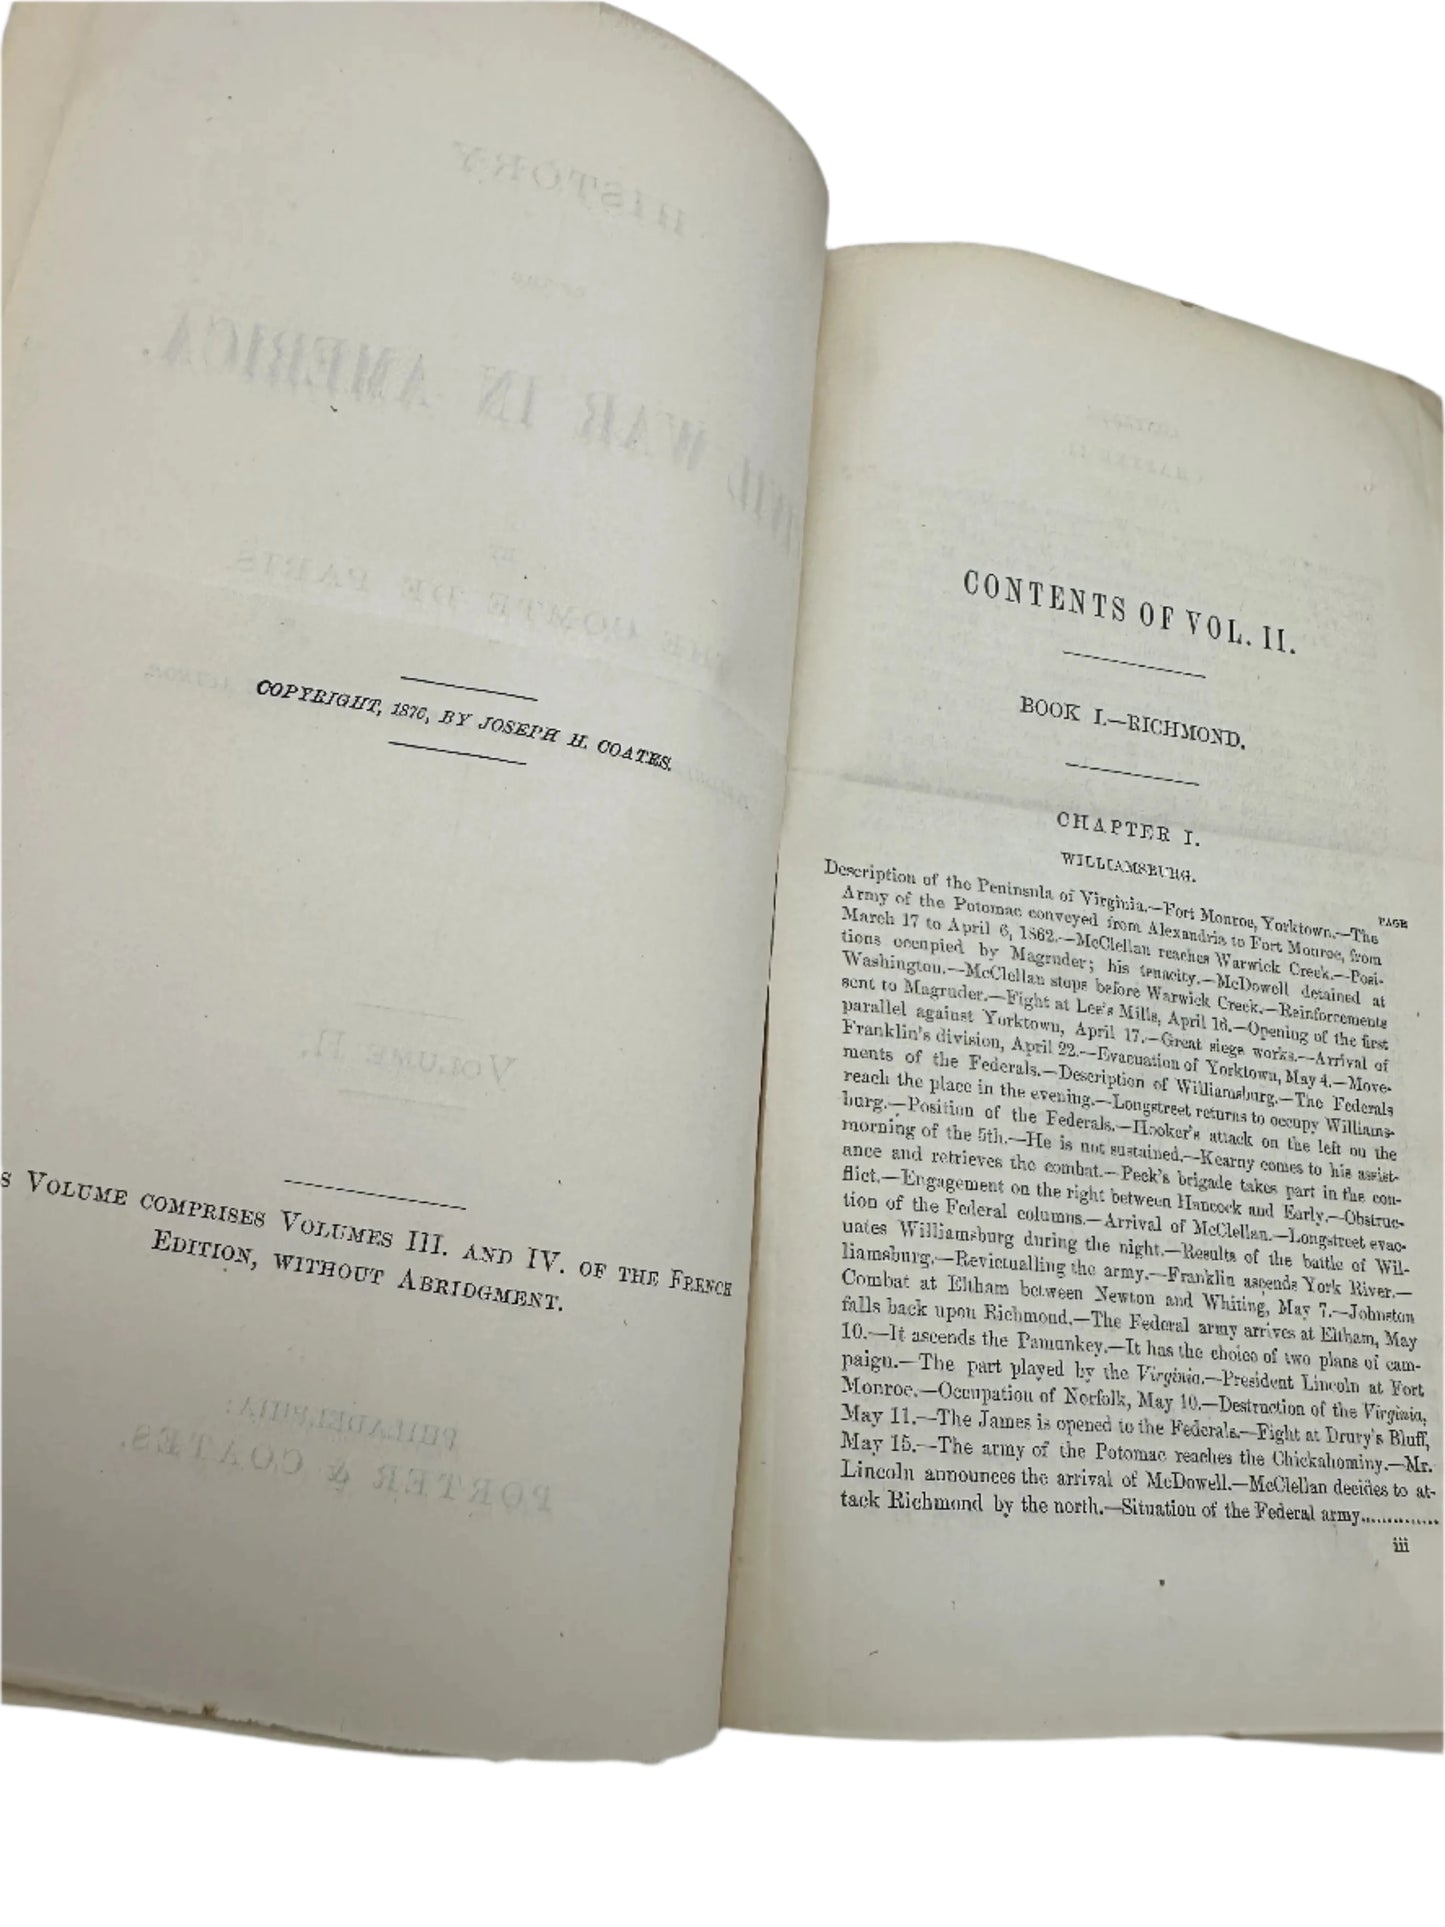 COPYRIGHT, 1876, BY JOSEPH H. COATES.
S VOLUME COMPRISES VOLUMES III. AND IV. OF THE FRENCH
EDITION, WITHOUT ABRIDGMENT.
CONTENTS OF VOL. II.
BOOK I.—RICHMOND.
CHAPTER I.
WILLIAMSBURG.
PAGE
Description of the Peninsula of Virginia.—Fort Monroe, Yorktown.—The
Army of the Potomac conveyed from Alexandria to Fort Monroe, from
March 17 to April 6, 1862.—McClellan reaches Warwick Creek.—Posi-
tions occupied by Magruder; his tenacity.—McDowell detained at
Washington.—McClellan stops before Warwick Creek.—Reinforcements
sent to Magruder.—Fight at Lee's Mills, April 16.—Opening of the first
parallel against Yorktown, April 17.—Great siege works.—Arrival of
Franklin's division, April 22.—Evacuation of Yorktown, May 4.—Move-
ments of the Federals.—Description of Williamsburg.—The Federals
reach the place in the evening.—Longstreet returns to occupy Williams-
burg.—Position of the Federals.—Hooker's attack on the left on the
morning of the 5th.—He is not sustained.—Kearny comes to his assist-
ance and retrieves the combat.—Peck's brigade takes part in the con-
flict.—Engagement on the right between Hancock and Early.—Obstruc-
tion of the Federal columns.—Arrival of McClellan.—Longstreet evac-
uates Williamsburg during the night.—Results of the battle of Wil-
liamsburg.—Revictualling the army.—Franklin ascends York River.—
Combat at Eltham between Newton and Whiting, May 7.—Johnston
falls back upon Richmond.—The Federal army arrives at Eltham, May
10.—It ascends the Pamunkey.—It has the choice of two plans of cam-
paign.—The part played by the Virginia.—President Lincoln at Fort
Monroe.—Occupation of Norfolk, May 10.—Destruction of the Virginia,
May 11.—The James is opened to the Federals.—Fight at Drury's Bluff,
May 15.—The army of the Potomac reaches the Chickahominy.—Mr.
Lincoln announces the arrival of McDowell.—McClellan decides to at-
tack Richmond by the north.—Situation of the Federal army..............
iii